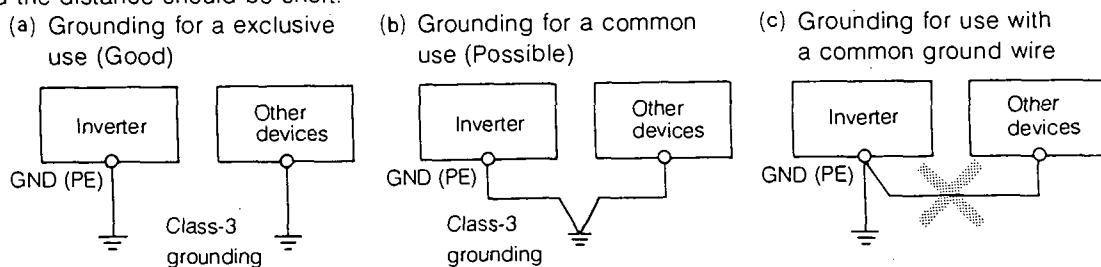 the distance should be short.
(a) Grounding for a exclusive
use (Good)
Inverter
Other
devices
GND (PE)
Class-3
grounding
(b) Grounding for a common
use (Possible)
Inverter
Other
devices
GND (PE)
Class-3
grounding
(c) Grounding for use with
a common ground wire
Inverter
Other
devices
GND (PE)